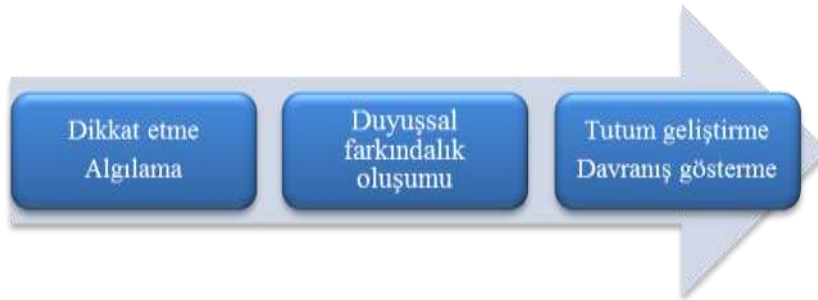 Dikkat etme
Algılama
Duyuşsal
farkındalık
oluşumu
Tutum geliştirme
Davranış gösterme